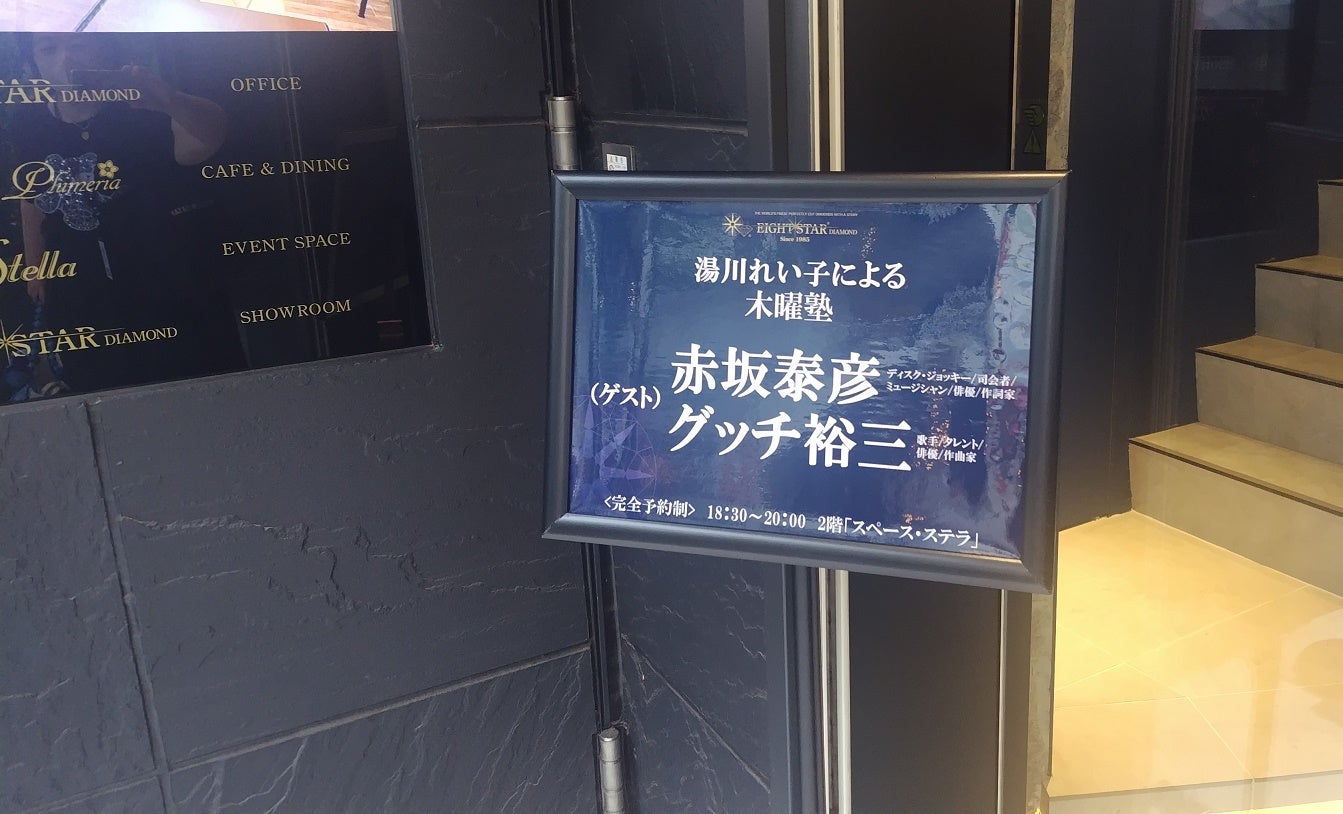 TAR DIAMOND
OFFICE
Plumeria
CAFE & DINING
Stella
EVENT SPACE
STAR DIAMOND
SHOWROOM
EIGHT STAR DIAMOND
Since 1985
湯川れい子による
木曜塾
(ゲスト)
赤坂泰彦
ディスク・ジョッキー/司会者/
ミュージシャン/俳優/作詞家
グッチ裕三
歌手/タレント/
俳優/作曲家
<完全予約制> 18:30~20:00 2階「スペース・ステラ」